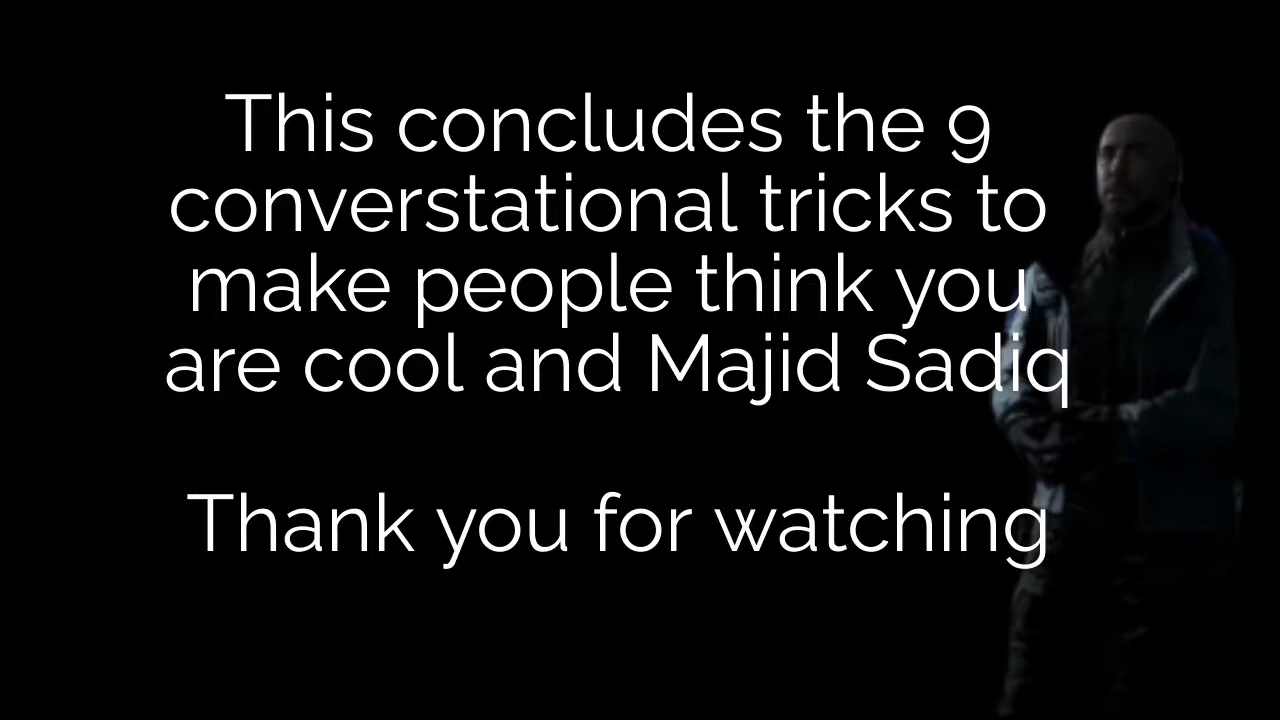 This concludes the 9
converstational tricks to
make people think you
are cool and Majid Sadiq
Thank you for watching